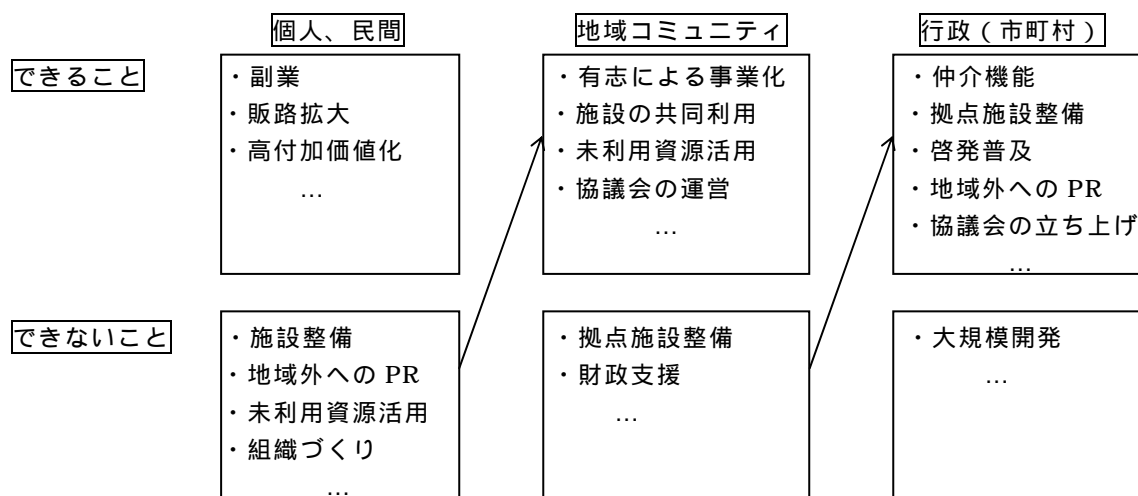 個人、民間
地域コミュニティ
行政（市町村）
できること
・副業
・販路拡大
・高付加価値化
…
・有志による事業化
・施設の共同利用
・未利用資源活用
・協議会の運営
…
・仲介機能
・拠点施設整備
・啓発普及
・地域外への PR
・協議会の立ち上げ
…
できないこと
・施設整備
・地域外への PR
・未利用資源活用
・組織づくり
…
・拠点施設整備
・財政支援
…
・大規模開発
…